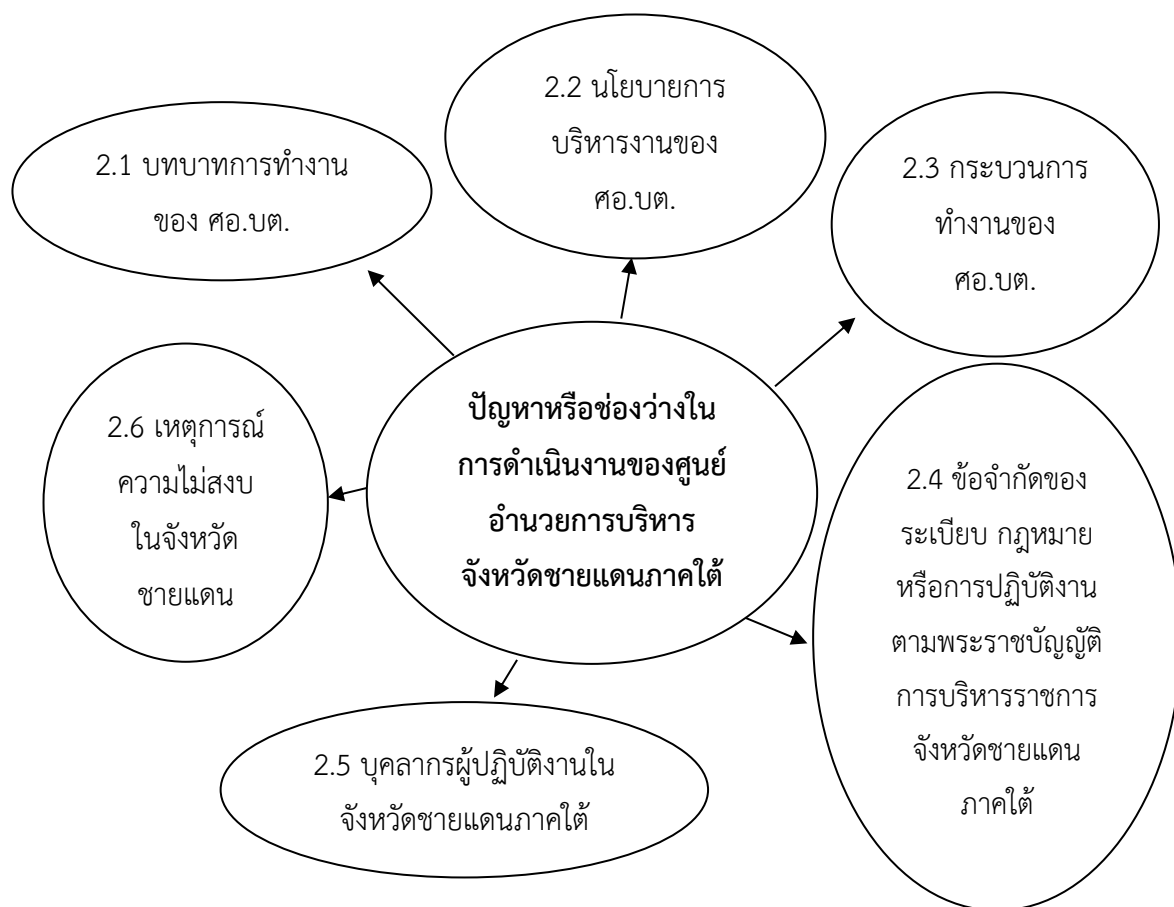 2.1 บทบาทการทำงาน
ของ ศอ.บต.
2.2 นโยบายการ
บริหารงานของ
ศอ.บต.
2.3 กระบวนการ
ทำงานของ
ศอ.บต.
ปัญหาหรือช่องว่างใน
การดำเนินงานของศูนย์
อำนวยการบริหาร
จังหวัดชายแดนภาคใต้
2.6 เหตุการณ์
ความไม่สงบ
ในจังหวัด
ชายแดน
2.4 ข้อจำกัดของ
ระเบียบ กฎหมาย
หรือการปฏิบัติงาน
ตามพระราชบัญญัติ
การบริหารราชการ
จังหวัดชายแดน
ภาคใต้
2.5 บุคลากรผู้ปฏิบัติงานใน
จังหวัดชายแดนภาคใต้